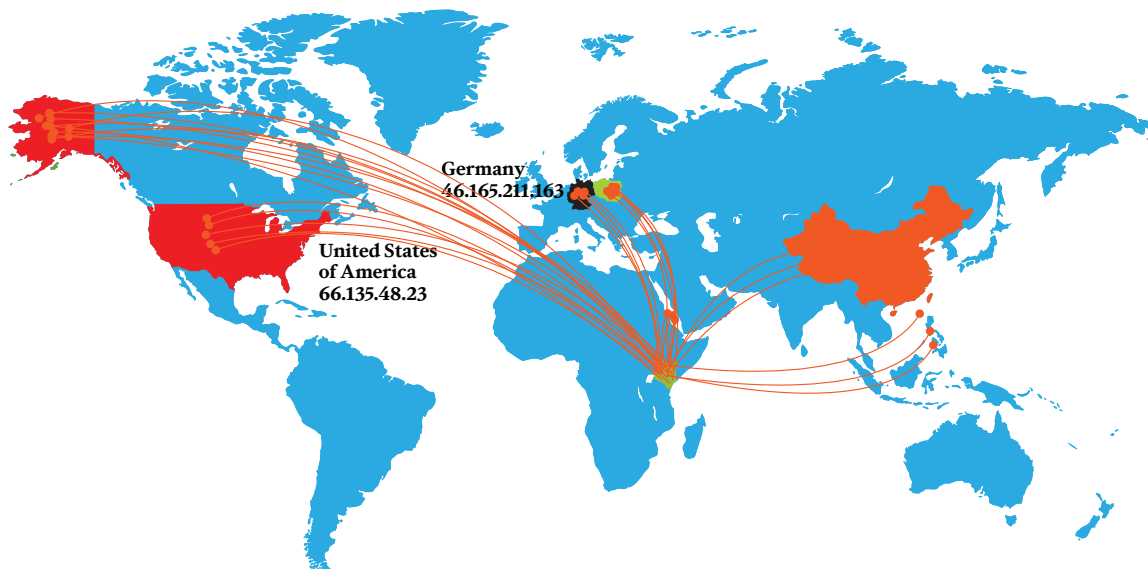 Germany
46.165.211,163
United States
of America
66.135.48.23